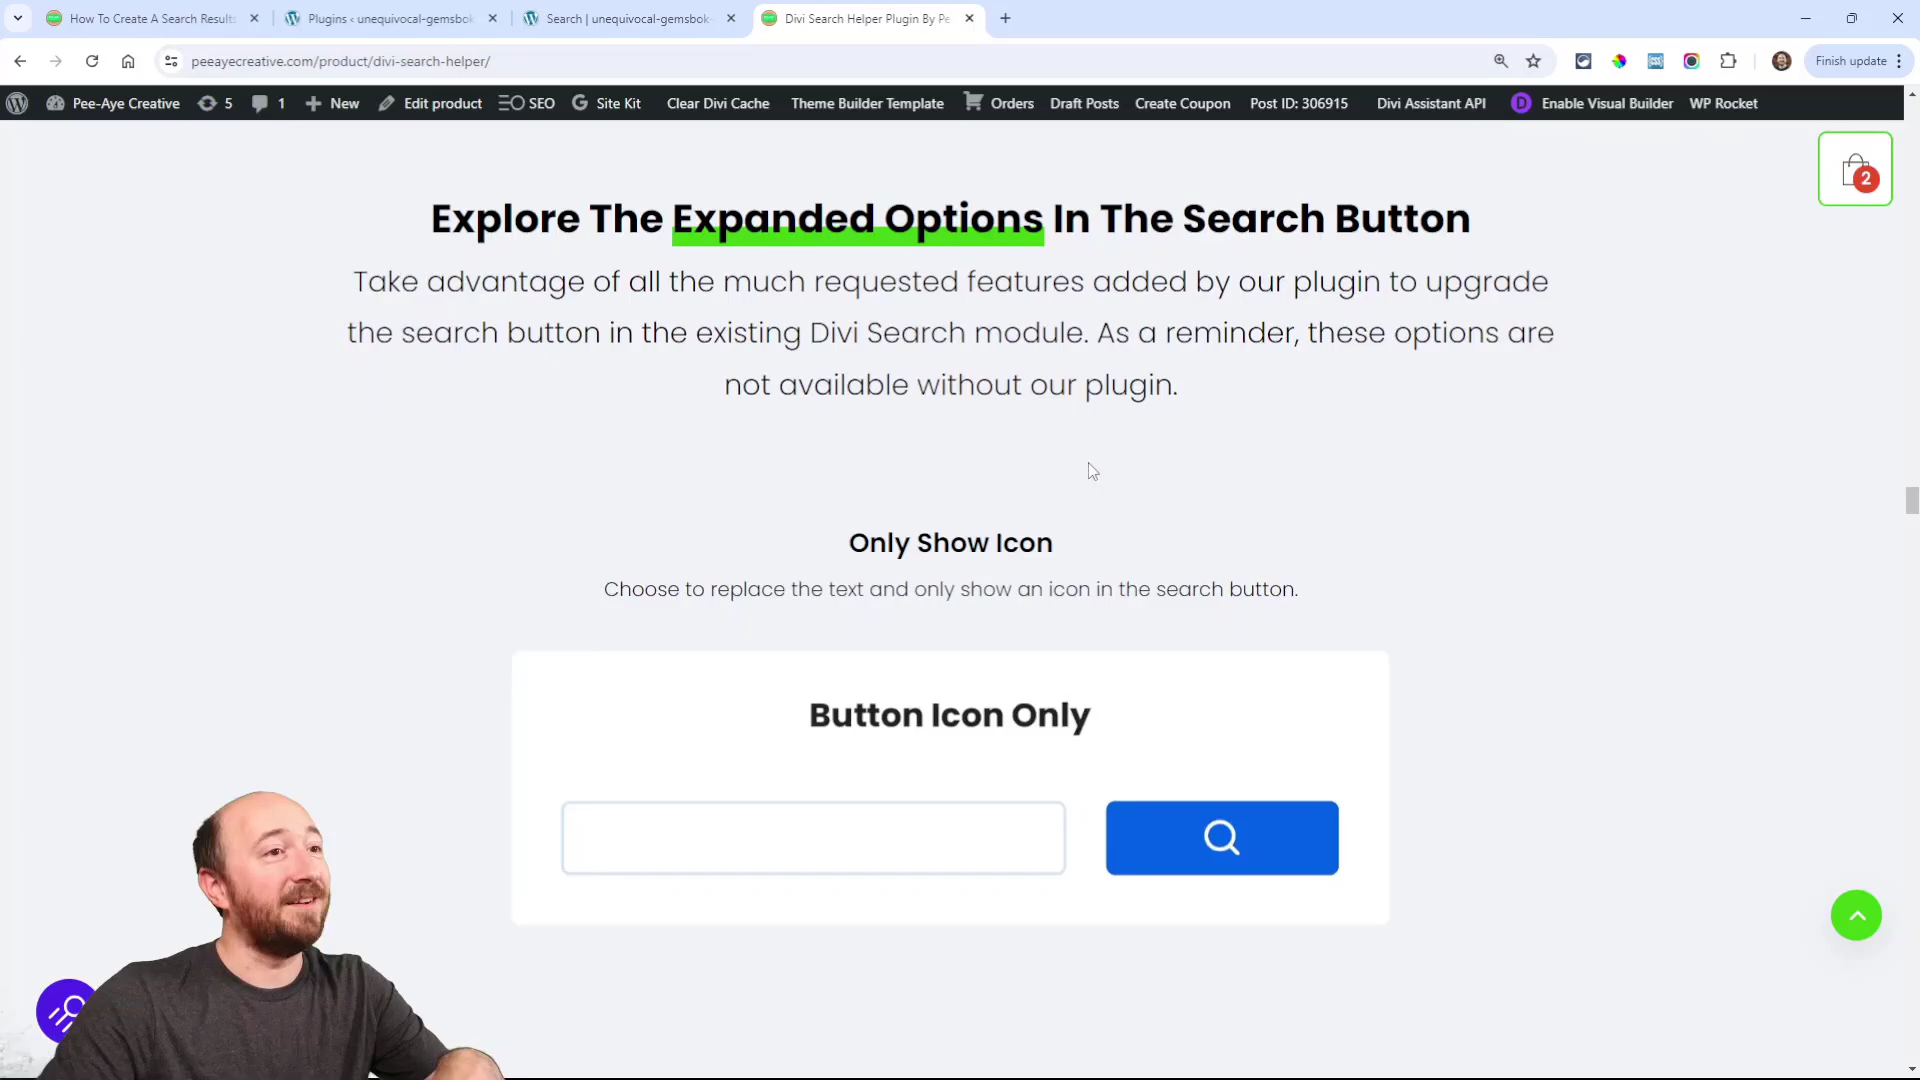 How To Create A Search Results
Plugins ‹ unequivocal-gemsbok
Search | unequivocal-gemsbok
Divi Search Helper Plugin By Pe
peeayecreative.com/product/divi-search-helper/
Finish update
Pee-Aye Creative
5
1
New
Edit product
SEO
Site Kit
Clear Divi Cache
Theme Builder Template
Orders
Draft Posts
Create Coupon
Post ID: 306915
Divi Assistant API
Enable Visual Builder
WP Rocket
2
Explore The Expanded Options In The Search Button
Take advantage of all the much requested features added by our plugin to upgrade
the search button in the existing Divi Search module. As a reminder, these options are
not available without our plugin.
Only Show Icon
Choose to replace the text and only show an icon in the search button.
Button Icon Only